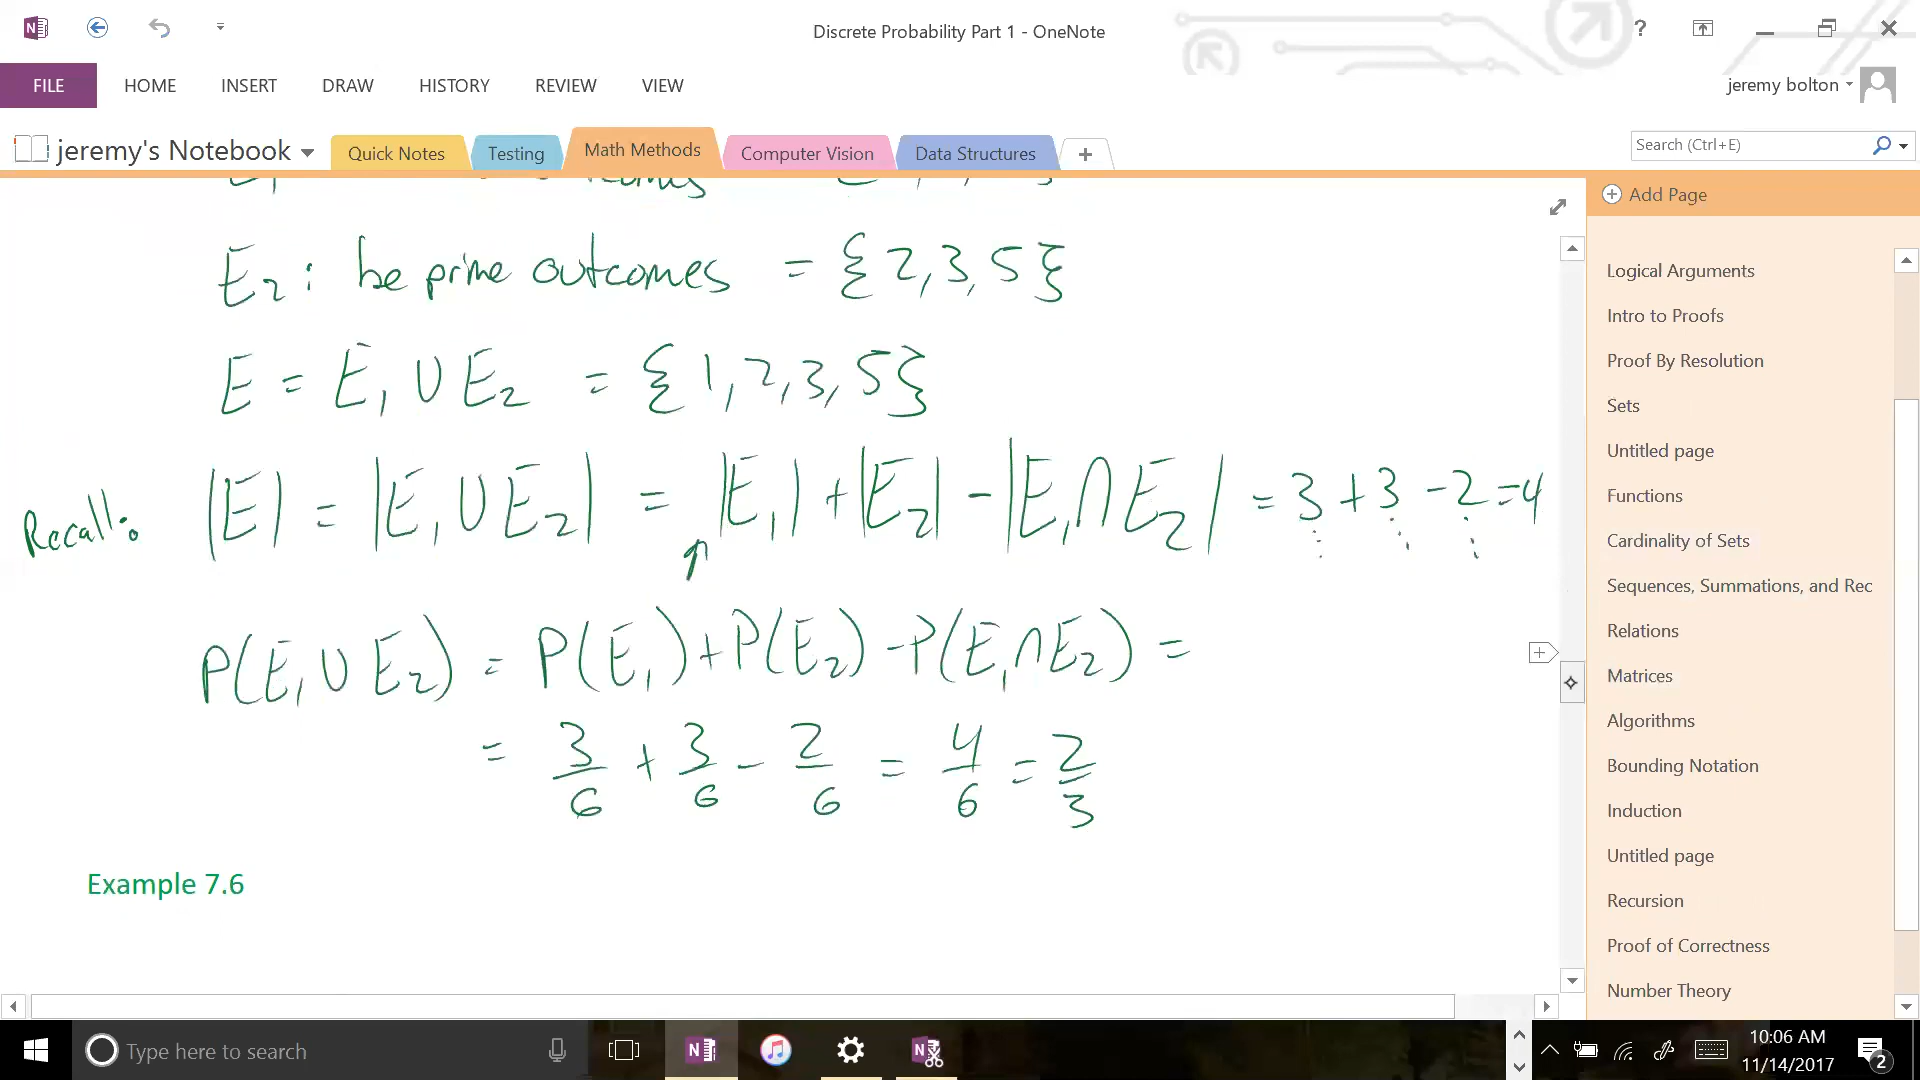 Discrete Probability Part 1 - OneNote
?
FILE HOME INSERT DRAW HISTORY REVIEW VIEW
jeremy bolton
jeremy's Notebook
Quick Notes Testing Math Methods Computer Vision Data Structures +
Search (Ctrl+E)
E₂ : be prime outcomes = {2,3,5}
E = E₁ ∪ E₂ = {1,2,3,5}
Recall: |E| = |E₁ ∪ E₂| = |E₁| + |E₂| - |E₁ ∩ E₂| = 3 + 3 - 2 = 4
P(E₁ ∪ E₂) = P(E₁) + P(E₂) - P(E₁ ∩ E₂) =
= 3/6 + 3/6 - 2/6 = 4/6 = 2/3
Example 7.6
Add Page
Logical Arguments
Intro to Proofs
Proof By Resolution
Sets
Untitled page
Functions
Cardinality of Sets
Sequences, Summations, and Rec
Relations
Matrices
Algorithms
Bounding Notation
Induction
Untitled page
Recursion
Proof of Correctness
Number Theory
Type here to search
10:06 AM
11/14/2017
2